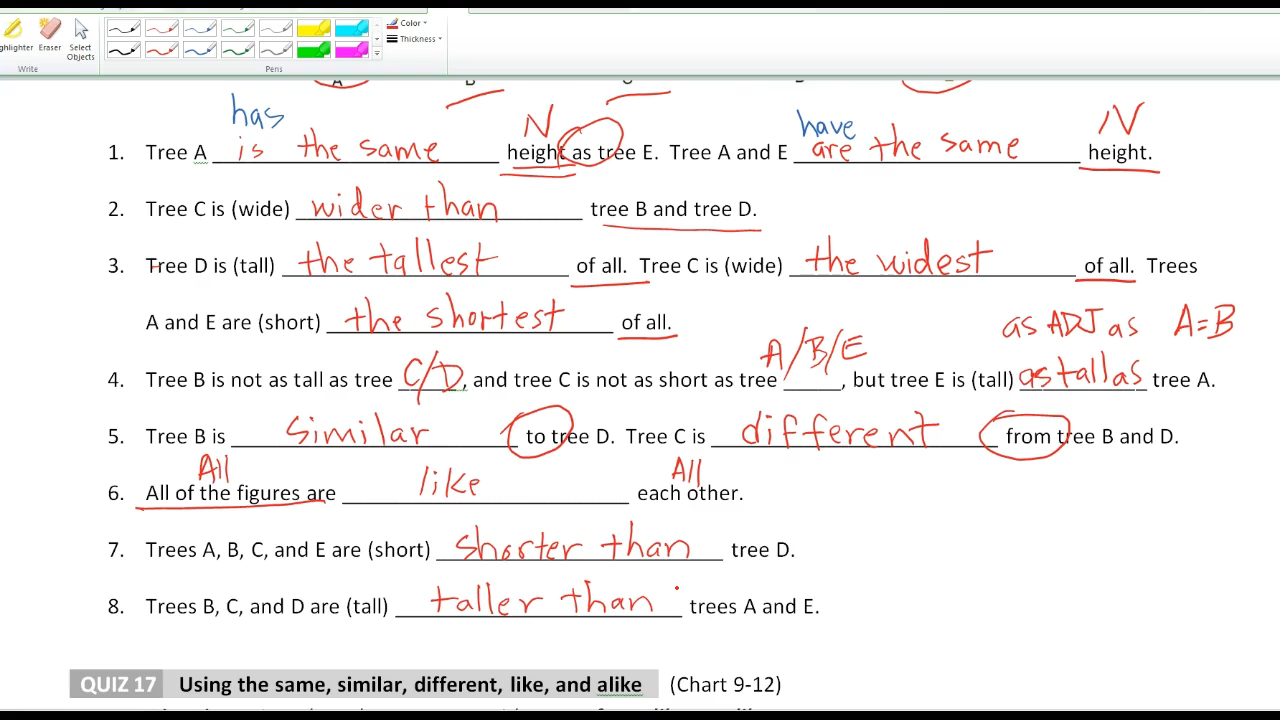 ighlighter Eraser Select Objects
Color
Thickness
Write Pens
has N have N
1. Tree A is the same height as tree E. Tree A and E are the same height.
2. Tree C is (wide) wider than tree B and tree D.
3. Tree D is (tall) the tallest of all. Tree C is (wide) the widest of all. Trees
A and E are (short) the shortest of all.
as ADJ as A=B
A/B/E
4. Tree B is not as tall as tree C/D, and tree C is not as short as tree _____, but tree E is (tall) as tall as tree A.
5. Tree B is similar to tree D. Tree C is different from tree B and D.
All All
6. All of the figures are like each other.
7. Trees A, B, C, and E are (short) shorter than tree D.
8. Trees B, C, and D are (tall) taller than trees A and E.
QUIZ 17 Using the same, similar, different, like, and alike (Chart 9-12)